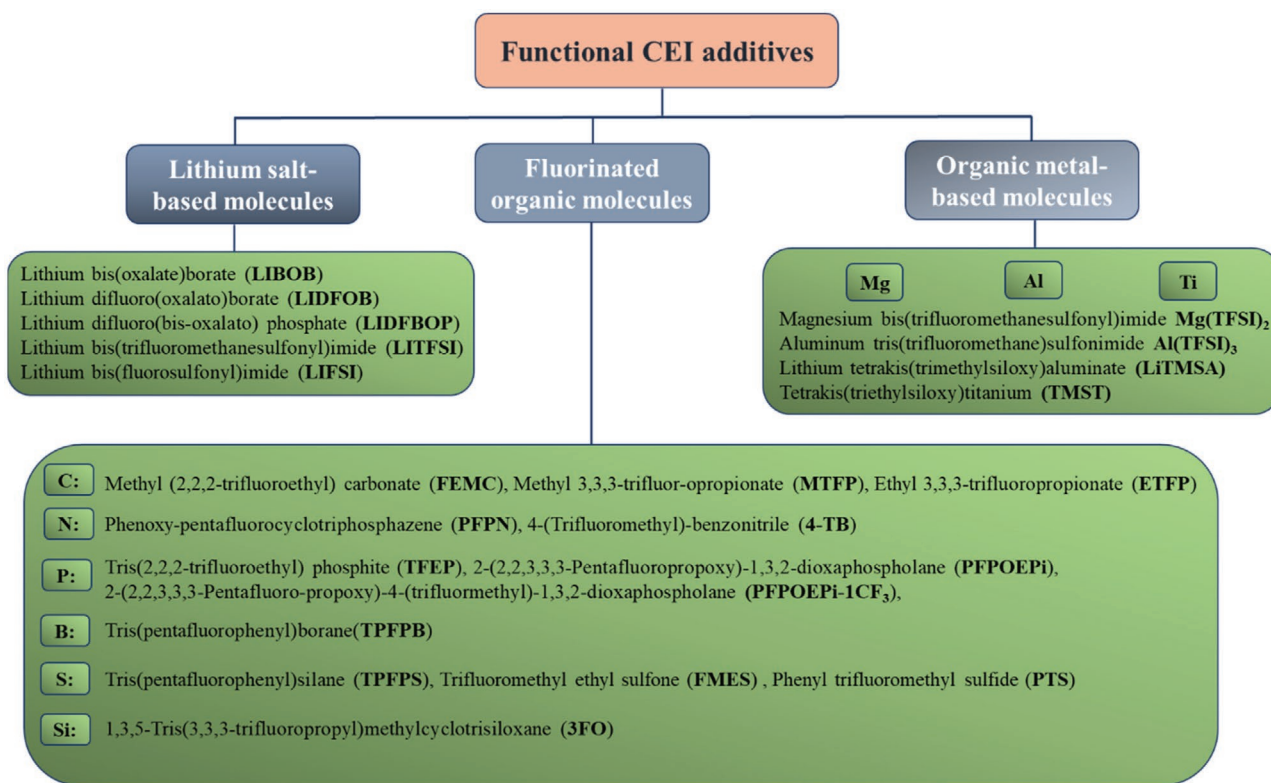 Functional CEI additives
Lithium salt-
based molecules
Fluorinated
organic molecules
Organic metal-
based molecules
Lithium bis(oxalate)borate (LIBOB)
Lithium difluoro(oxalato)borate (LIDFOB)
Lithium difluoro(bis-oxalato) phosphate (LIDFBOP)
Lithium bis(trifluoromethanesulfonyl)imide (LITFSI)
Lithium bis(fluorosulfonyl)imide (LIFSI)
Mg Al Ti
Magnesium bis(trifluoromethanesulfonyl)imide Mg(TFSI)₂
Aluminum tris(trifluoromethane)sulfonimide Al(TFSI)₃
Lithium tetrakis(trimethylsiloxy)aluminate (LiTMSA)
Tetrakis(triethylsiloxy)titanium (TMST)
C: Methyl (2,2,2-trifluoroethyl) carbonate (FEMC), Methyl 3,3,3-trifluor-opropionate (MTFP), Ethyl 3,3,3-trifluoropropionate (ETFP)
N: Phenoxy-pentafluorocyclotriphosphazene (PFPN), 4-(Trifluoromethyl)-benzonitrile (4-TB)
P: Tris(2,2,2-trifluoroethyl) phosphite (TFEP), 2-(2,2,3,3,3-Pentafluoropropoxy)-1,3,2-dioxaphospholane (PFPOEPi),
2-(2,2,3,3,3-Pentafluoro-propoxy)-4-(trifluormethyl)-1,3,2-dioxaphospholane (PFPOEPi-1CF₃),
B: Tris(pentafluorophenyl)borane(TPFPB)
S: Tris(pentafluorophenyl)silane (TPFPS), Trifluoromethyl ethyl sulfone (FMES) , Phenyl trifluoromethyl sulfide (PTS)
Si: 1,3,5-Tris(3,3,3-trifluoropropyl)methylcyclotrisiloxane (3FO)